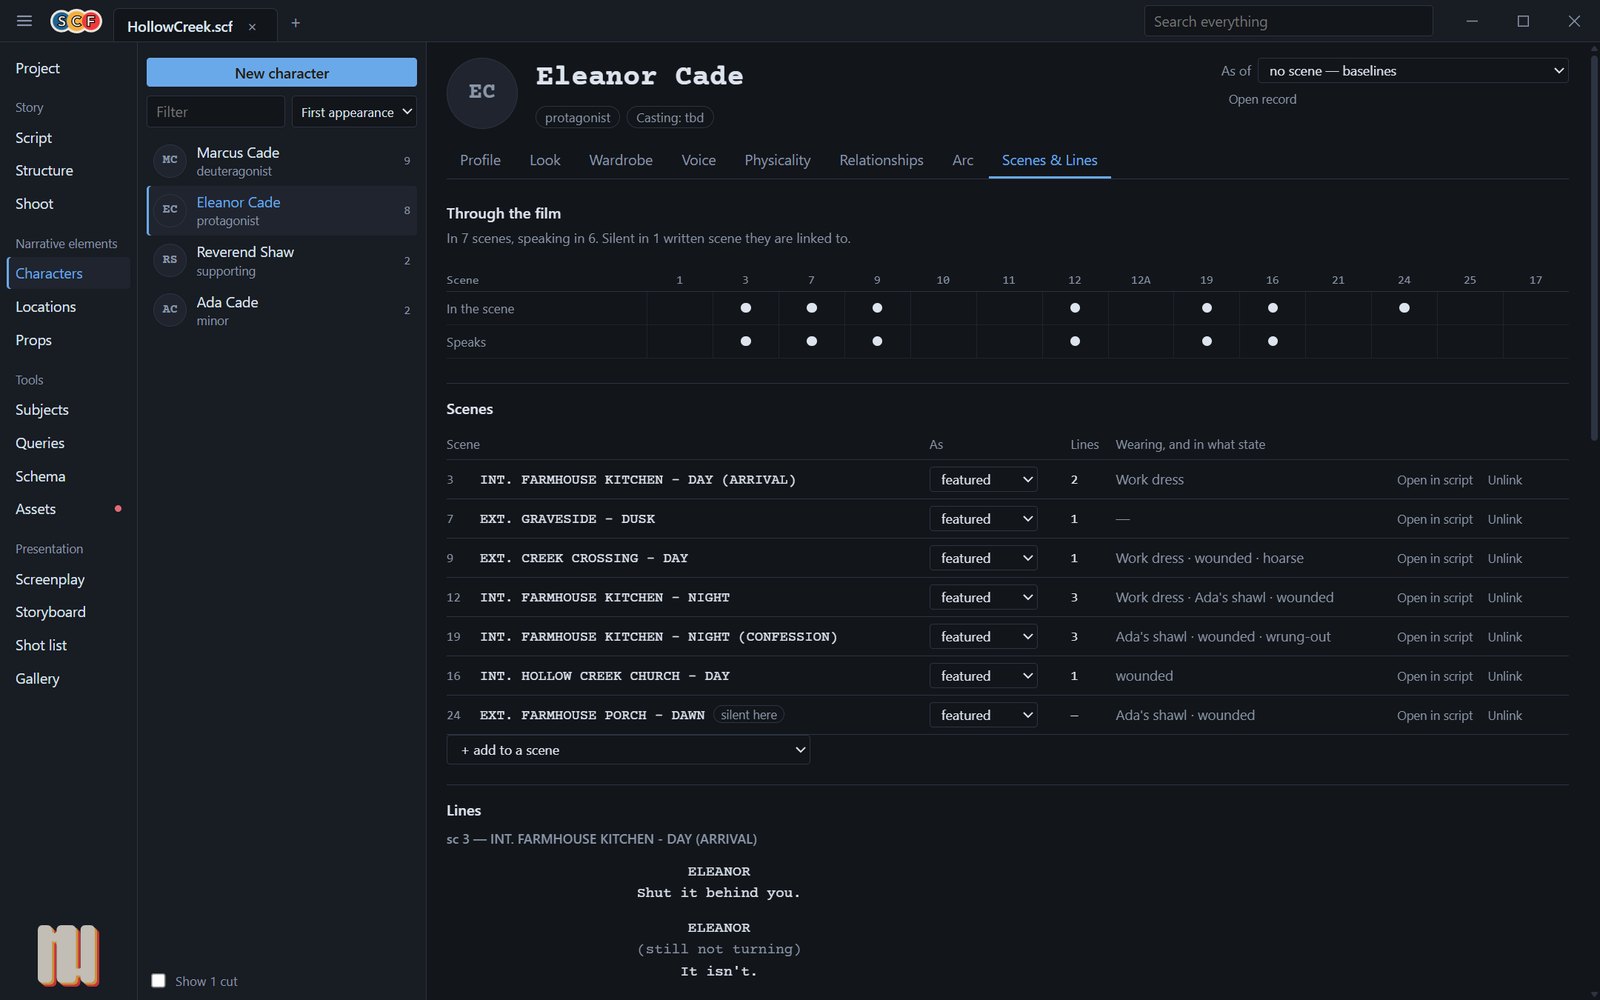 SCF
HollowCreek.scf × +
Search everything
Project
Story
Script
Structure
Shoot
Narrative elements
Characters
Locations
Props
Tools
Subjects
Queries
Schema
Assets
Presentation
Screenplay
Storyboard
Shot list
Gallery
New character
Filter
First appearance
MC
Marcus Cade
deuteragonist
9
EC
Eleanor Cade
protagonist
8
RS
Reverend Shaw
supporting
2
AC
Ada Cade
minor
2
Show 1 cut
EC
Eleanor Cade
protagonist
Casting: tbd
As of no scene — baselines
Open record
Profile Look Wardrobe Voice Physicality Relationships Arc Scenes & Lines
Through the film
In 7 scenes, speaking in 6. Silent in 1 written scene they are linked to.
Scene 1 3 7 9 10 11 12 12A 19 16 21 24 25 17
In the scene
Speaks
Scenes
Scene As Lines Wearing, and in what state
3 INT. FARMHOUSE KITCHEN – DAY (ARRIVAL) featured 2 Work dress Open in script Unlink
7 EXT. GRAVESIDE – DUSK featured 1 — Open in script Unlink
9 EXT. CREEK CROSSING – DAY featured 1 Work dress · wounded · hoarse Open in script Unlink
12 INT. FARMHOUSE KITCHEN – NIGHT featured 3 Work dress · Ada's shawl · wounded Open in script Unlink
19 INT. FARMHOUSE KITCHEN – NIGHT (CONFESSION) featured 3 Ada's shawl · wounded · wrung-out Open in script Unlink
16 INT. HOLLOW CREEK CHURCH – DAY featured 1 wounded Open in script Unlink
24 EXT. FARMHOUSE PORCH – DAWN silent here featured – Ada's shawl · wounded Open in script Unlink
+ add to a scene
Lines
sc 3 — INT. FARMHOUSE KITCHEN - DAY (ARRIVAL)
ELEANOR
Shut it behind you.
ELEANOR
(still not turning)
It isn't.